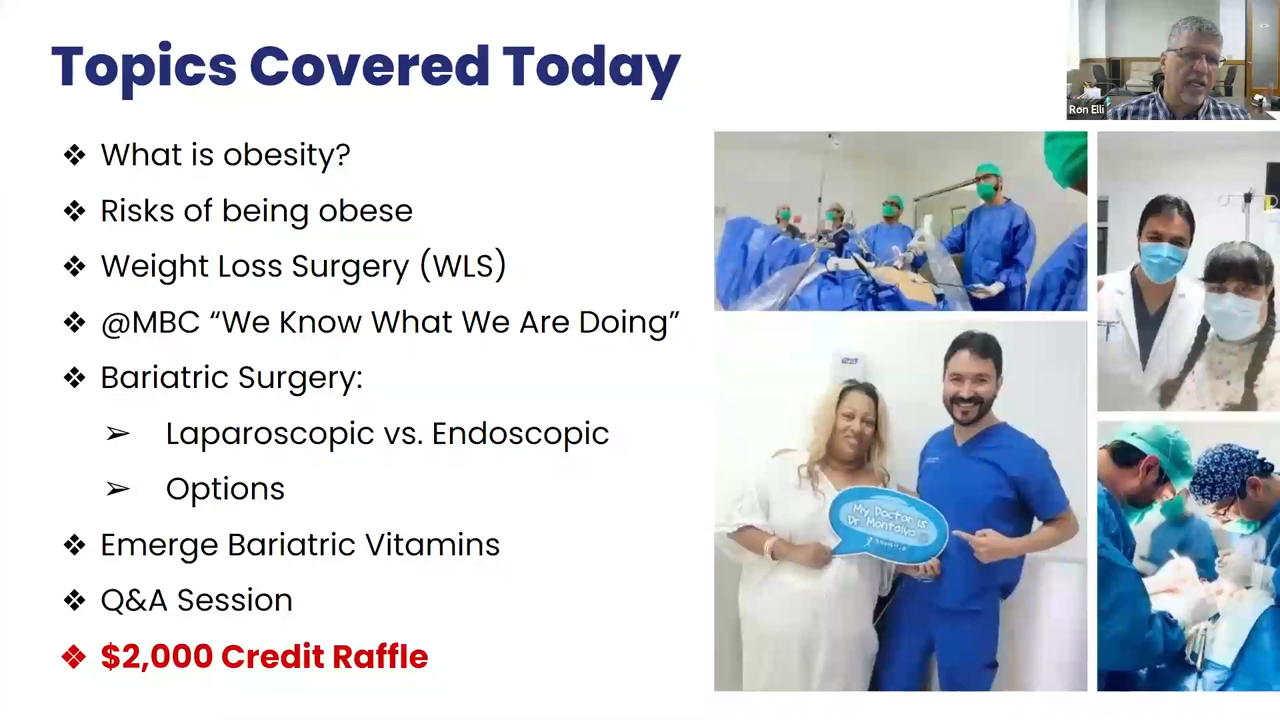 Topics Covered Today
Ron Elli
What is obesity?
Risks of being obese
Weight Loss Surgery (WLS)
@MBC “We Know What We Are Doing”
Bariatric Surgery:
Laparoscopic vs. Endoscopic
Options
Emerge Bariatric Vitamins
Q&A Session
$2,000 Credit Raffle
My Doctor is
Dr. Montalvo